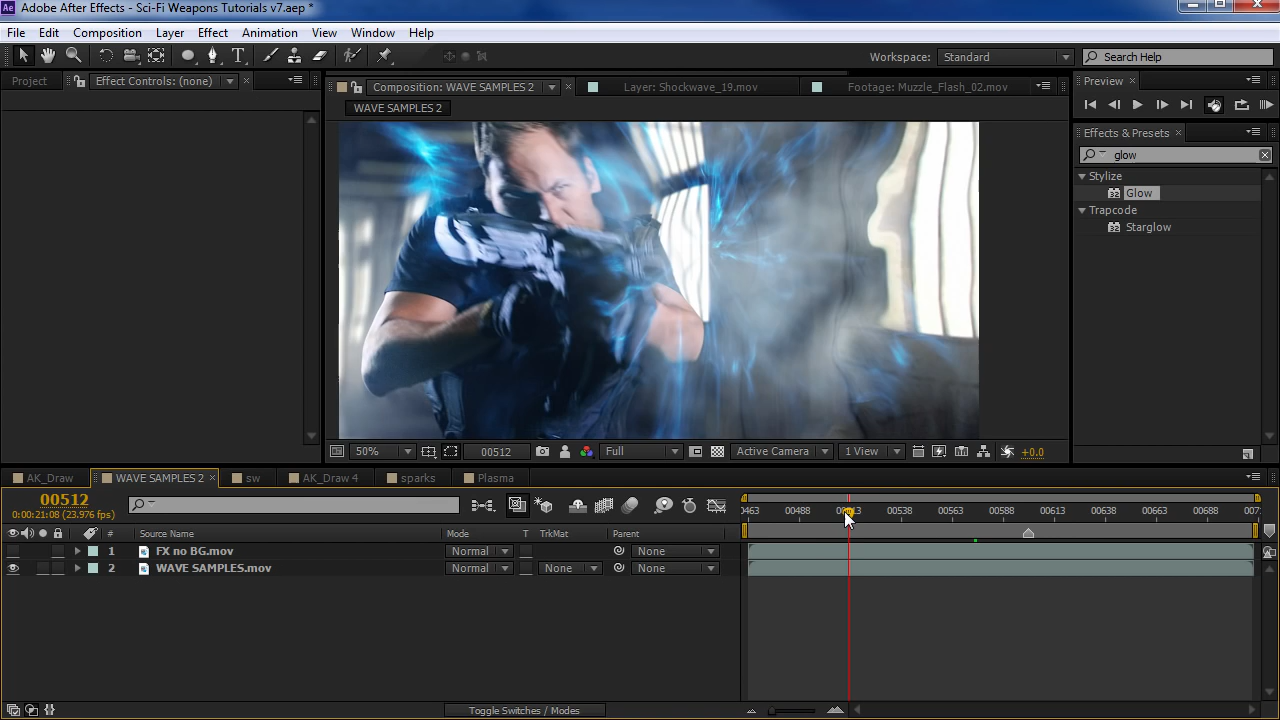 Ae Adobe After Effects - Sci-Fi Weapons Tutorials v7.aep *
File Edit Composition Layer Effect Animation View Window Help
T Workspace: Standard Search Help
Project Effect Controls: (none) Composition: WAVE SAMPLES 2 Layer: Shockwave_19.mov Footage: Muzzle_Flash_02.mov Preview
WAVE SAMPLES 2
Effects & Presets
glow
Stylize
32 Glow
Trapcode
32 Starglow
50% 00512 Full Active Camera 1 View +0.0
AK_Draw WAVE SAMPLES 2 sw AK_Draw 4 sparks Plasma
00512
0:00:21:08 (23.976 fps)
00488 00538 00563 00588 00613 00638 00663 00688
# Source Name Mode T TrkMat Parent
1 FX no BG.mov Normal None
2 WAVE SAMPLES.mov Normal None None
Toggle Switches / Modes